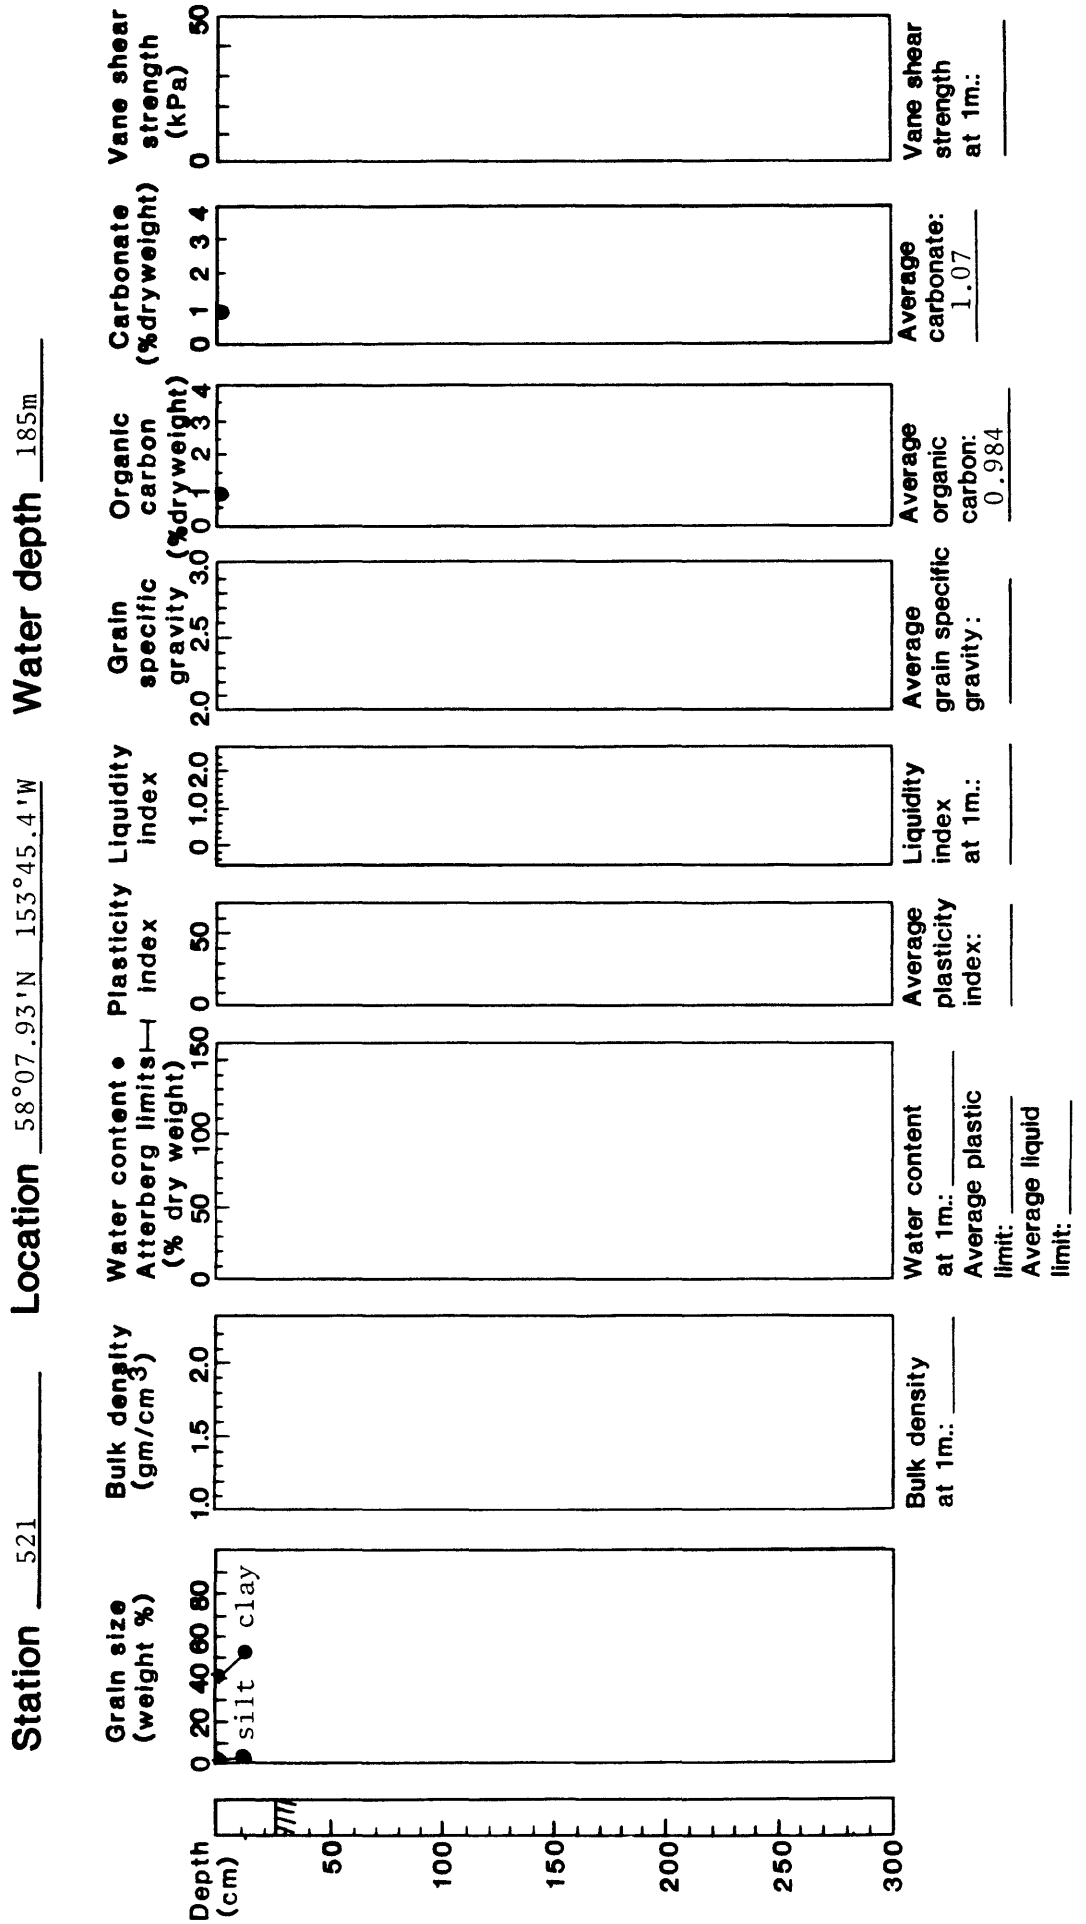 Station 521 Location 58°07.93'N 153°45.4'W Water depth 185m
Depth
(cm)
50
100
150
200
250
300
Grain size
(weight %)
0 20 40 60 80
silt clay
Bulk density
(gm/cm3)
1.0 1.5 2.0
Bulk density
at 1m.:
Water content
Atterberg limits
(% dry weight)
0 50 100 150
Water content
at 1m.:
Average plastic
limit:
Average liquid
limit:
Plasticity
index
0 50
Average
plasticity
index:
Liquidity
index
0 1.0 2.0
Liquidity
index
at 1m.:
Grain
specific
gravity
2.0 2.5 3.0
Average
grain specific
gravity:
Organic
carbon
(%dryweight)
0 1 2 3 4
Average
organic
carbon:
0.984
Carbonate
(%dryweight)
0 1 2 3 4
Average
carbonate:
1.07
Vane shear
strength
(kPa)
0 50
Vane shear
strength
at 1m.: